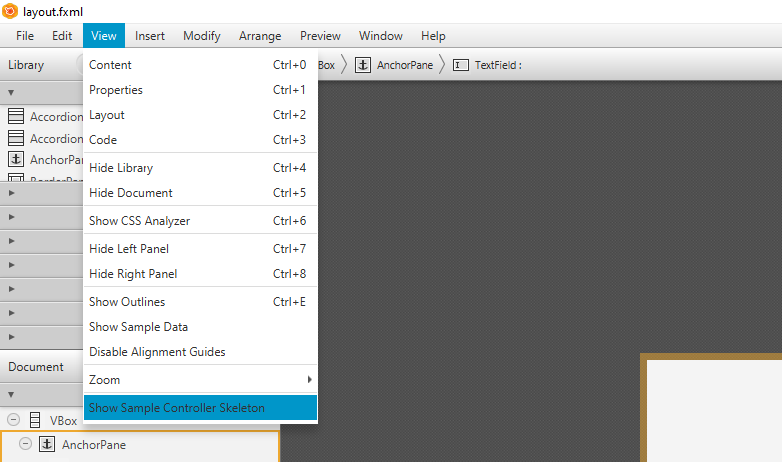 layout.fxml
File Edit View Insert Modify Arrange Preview Window Help
Library
Box AnchorPane TextField :
Content Ctrl+0
Properties Ctrl+1
Layout Ctrl+2
Code Ctrl+3
Hide Library Ctrl+4
Hide Document Ctrl+5
Show CSS Analyzer Ctrl+6
Hide Left Panel Ctrl+7
Hide Right Panel Ctrl+8
Show Outlines Ctrl+E
Show Sample Data
Disable Alignment Guides
Zoom
Show Sample Controller Skeleton
Accordion
Accordion
AnchorPan
BorderPan
Document
VBox
AnchorPane